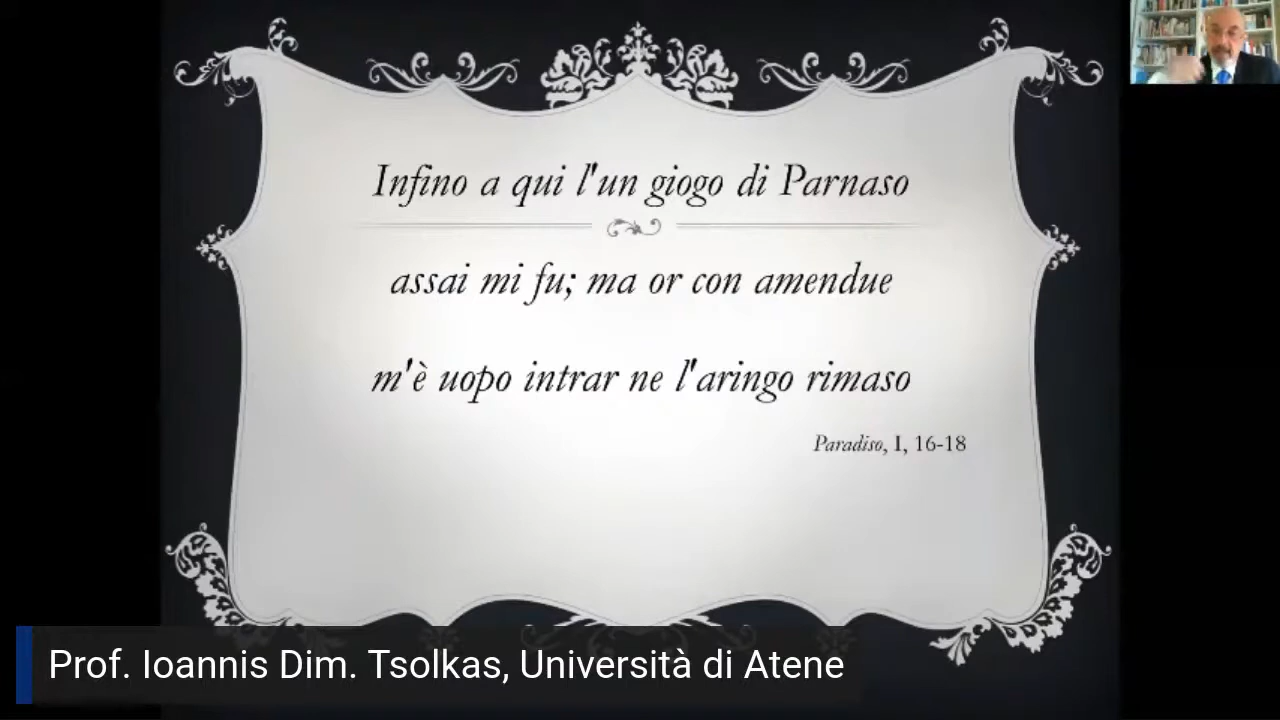 Infino a qui l'un giogo di Parnaso
assai mi fu; ma or con amendue
m'è uopo intrar ne l'aringo rimaso
Paradiso, I, 16-18
Prof. Ioannis Dim. Tsolkas, Università di Atene